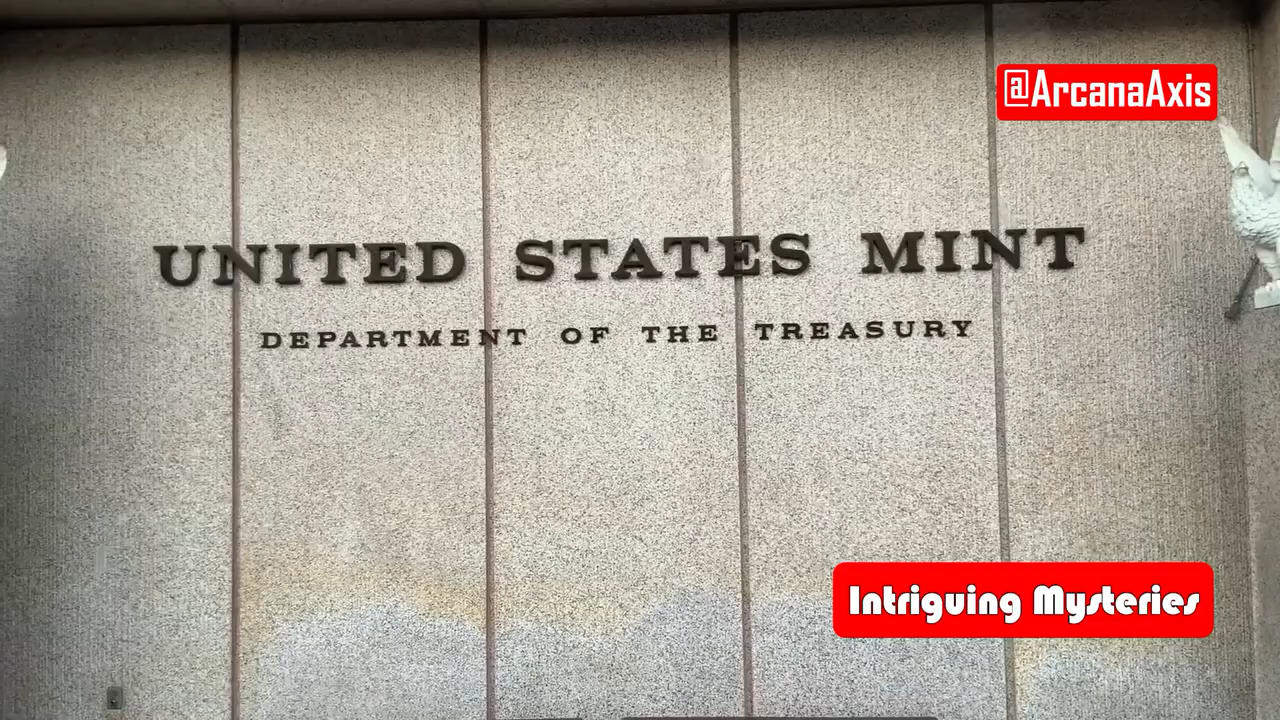 @ArcanaAxis
UNITED STATES MINT
DEPARTMENT OF THE TREASURY
Intriguing Mysteries